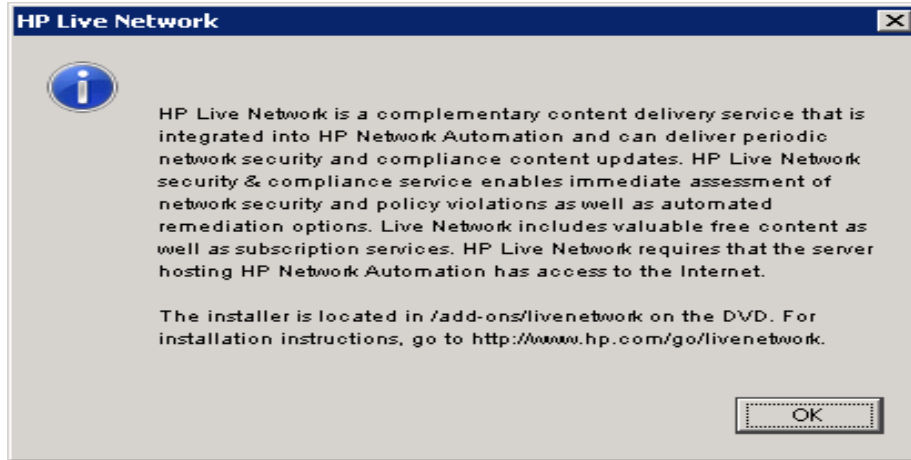 HP Live Network
HP Live Network is a complementary content delivery service that is
integrated into HP Network Automation and can deliver periodic
network security and compliance content updates. HP Live Network
security & compliance service enables immediate assessment of
network security and policy violations as well as automated
remediation options. Live Network includes valuable free content as
well as subscription services. HP Live Network requires that the server
hosting HP Network Automation has access to the Internet.
The installer is located in /add-ons/livenetwork on the DVD. For
installation instructions, go to http://www.hp.com/go/livenetwork.
OK